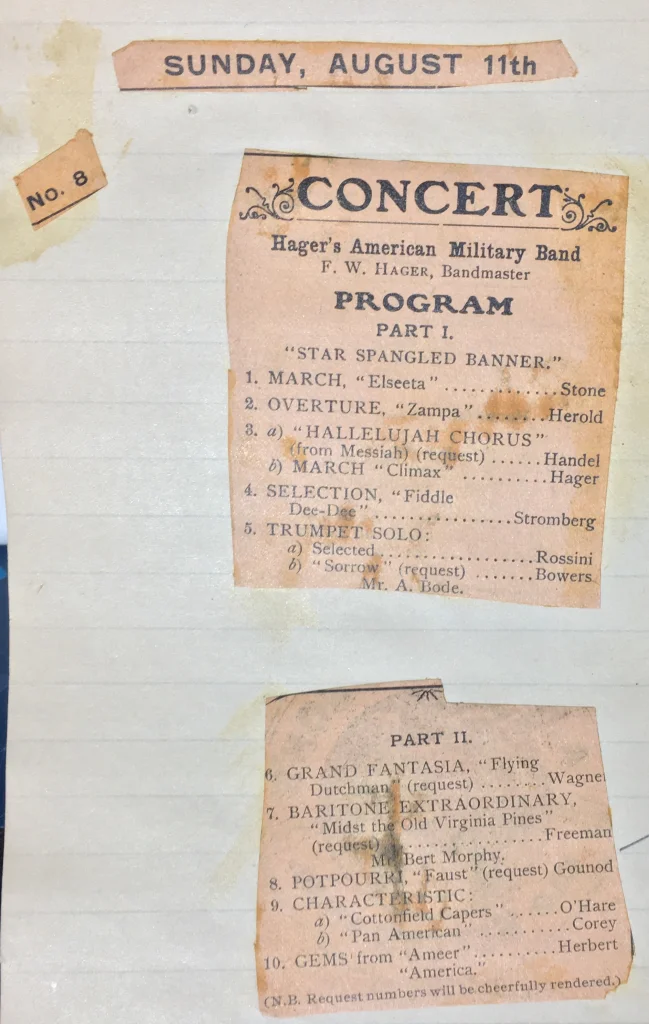 SUNDAY, AUGUST 11th
No. 8
CONCERT
Hager's American Military Band
F. W. HAGER, Bandmaster
PROGRAM
PART I.
"STAR SPANGLED BANNER."
1. MARCH, "Elseeta" .............Stone
2. OVERTURE, "Zampa" ........Herold
3. a) "HALLELUJAH CHORUS"
(from Messiah) (request) ......Handel
b) MARCH "Climax" ...........Hager
4. SELECTION, "Fiddle
Dee-Dee" .................Stromberg
5. TRUMPET SOLO:
a) Selected .................Rossini
b) "Sorrow" (request) .......Bowers
Mr. A. Bode.
PART II.
6. GRAND FANTASIA, "Flying
Dutchman" (request) ........Wagner
7. BARITONE EXTRAORDINARY,
"Midst the Old Virginia Pines"
(request) ....................Freeman
Mr. Bert Morphy.
8. POTPOURRI, "Faust" (request) Gounod
9. CHARACTERISTIC:
a) "Cottonfield Capers" ......O'Hare
b) "Pan American" ............Corey
10. GEMS from "Ameer" ..........Herbert
"America."
(N.B. Request numbers will be cheerfully rendered.)